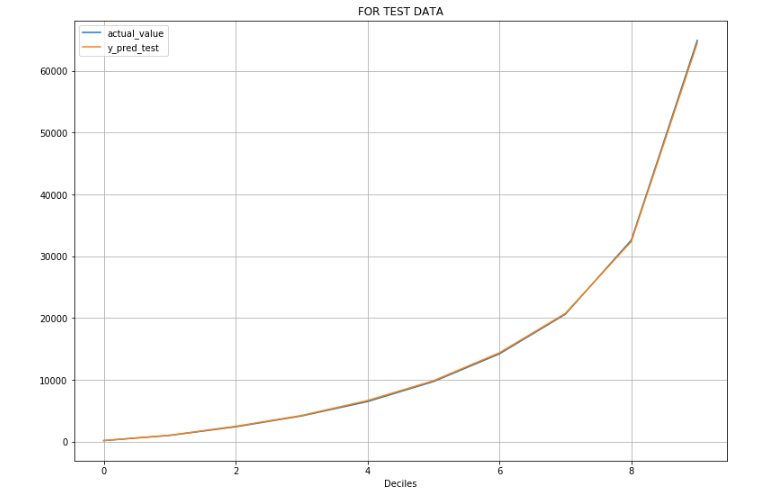 FOR TEST DATA
actual_value
y_pred_test
60000
50000
40000
30000
20000
10000
0
0 2 4 6 8
Deciles